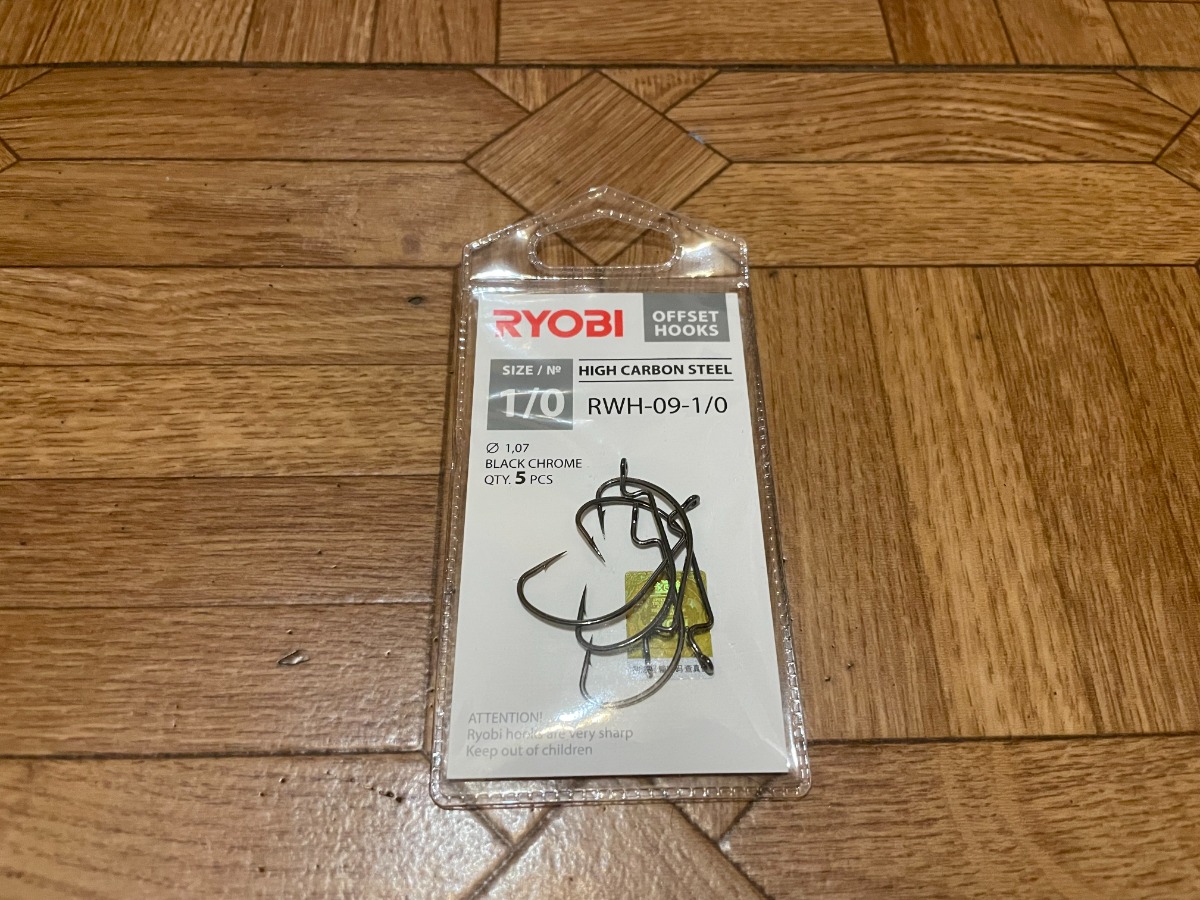 RYOBI
OFFSET
HOOKS
SIZE / №
1/0
HIGH CARBON STEEL
RWH-09-1/0
Ø 1,07
BLACK CHROME
QTY. 5 PCS
ATTENTION!
Ryobi hooks are very sharp
Keep out of children